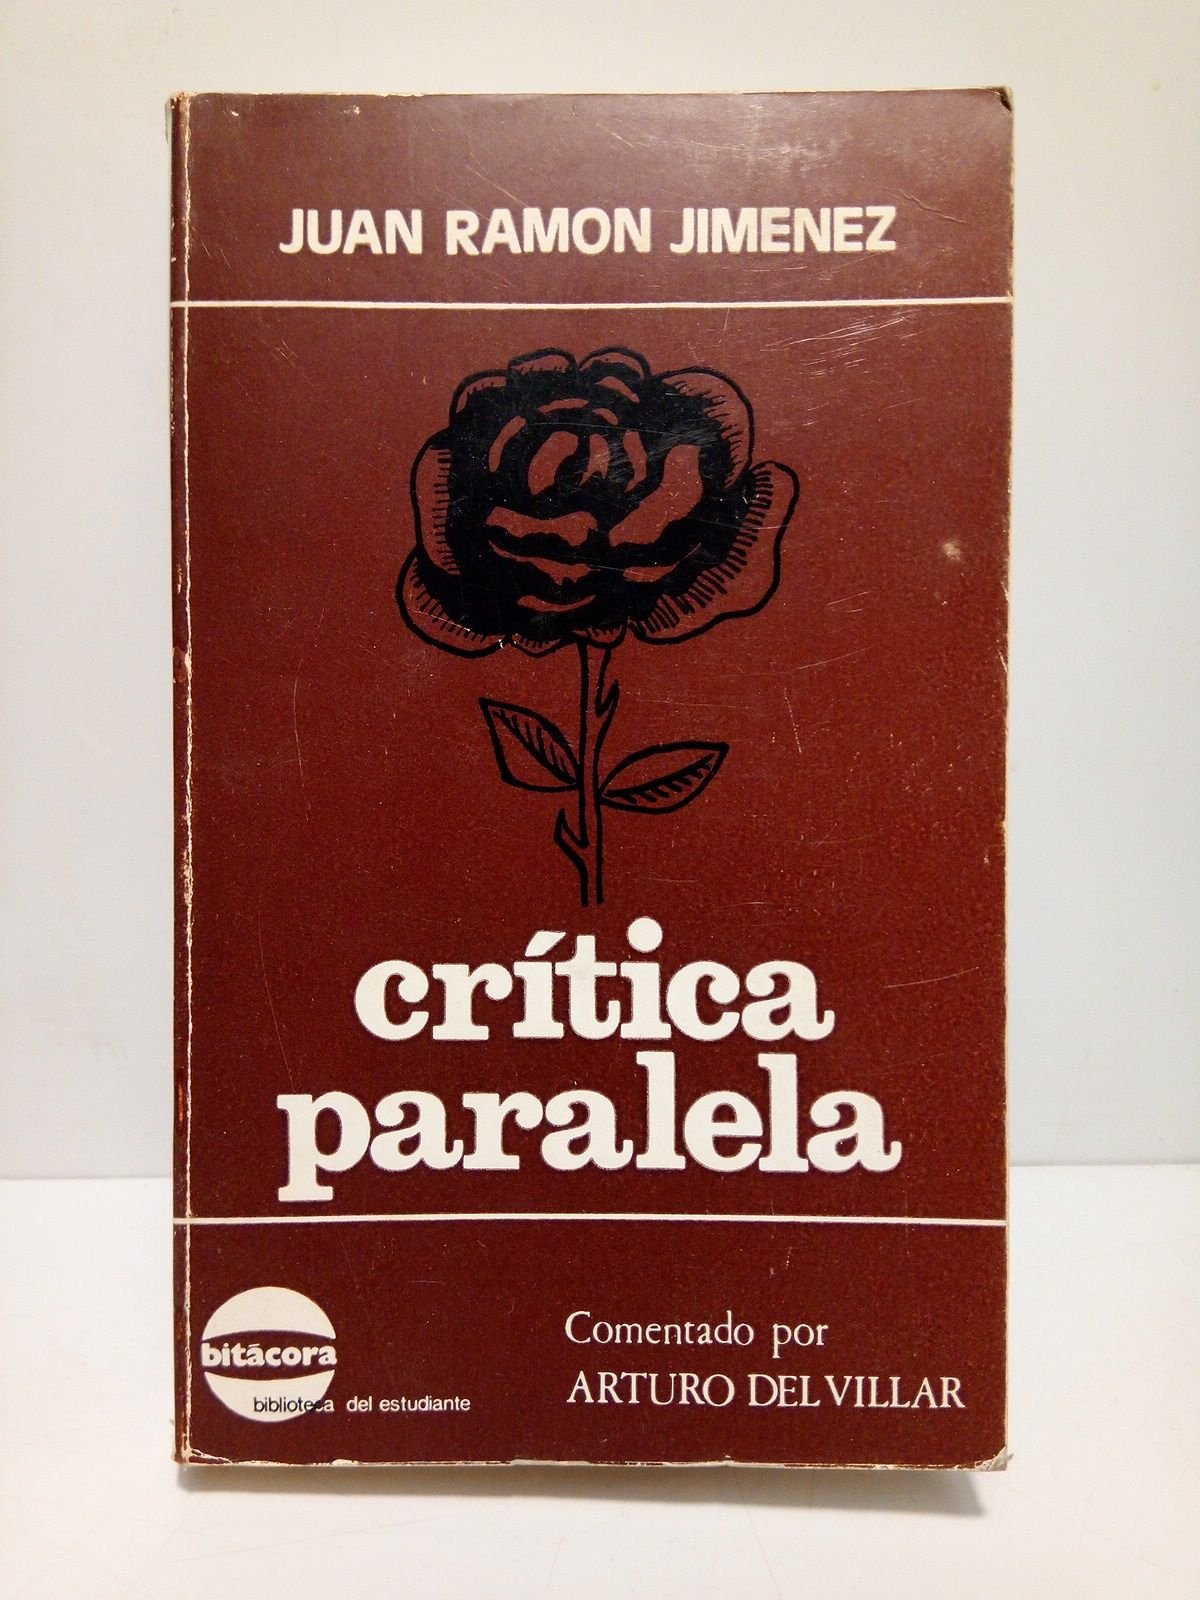 JUAN RAMON JIMENEZ
crítica
paralela
bitácora
biblioteca del estudiante
Comentado por
ARTURO DEL VILLAR